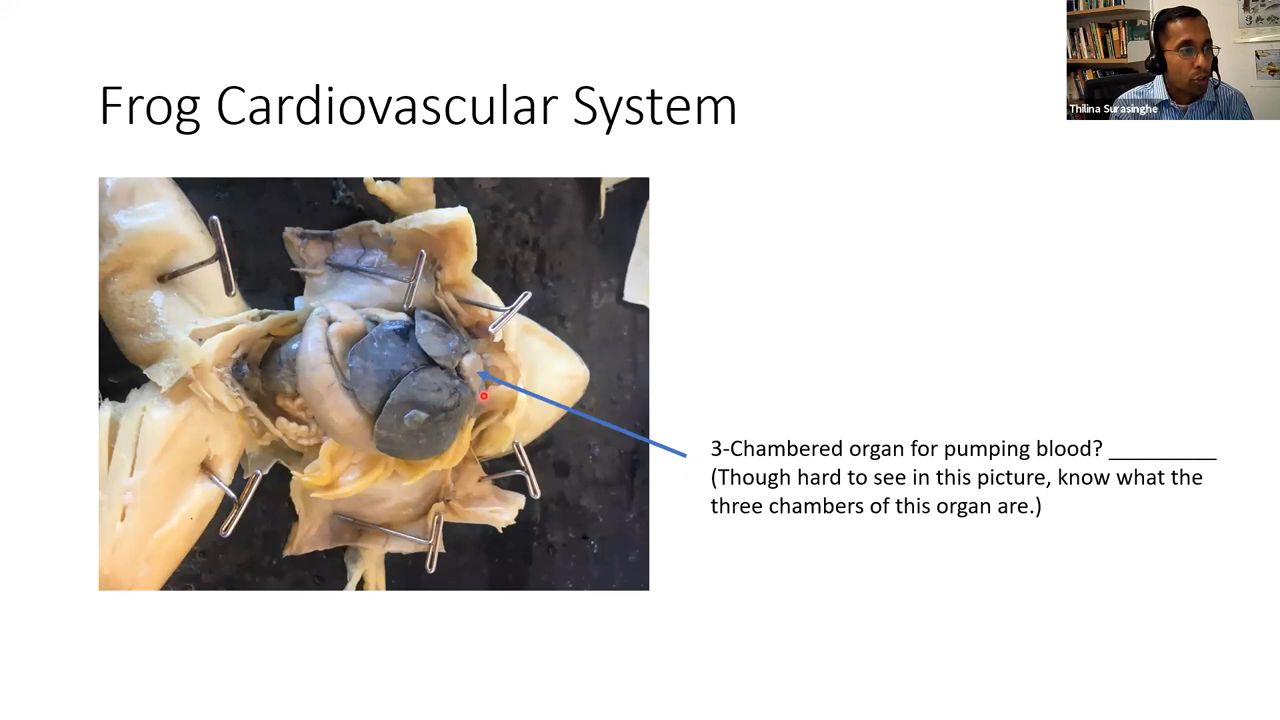 Frog Cardiovascular System
Thilina Surasinghe
3-Chambered organ for pumping blood? _________
(Though hard to see in this picture, know what the
three chambers of this organ are.)